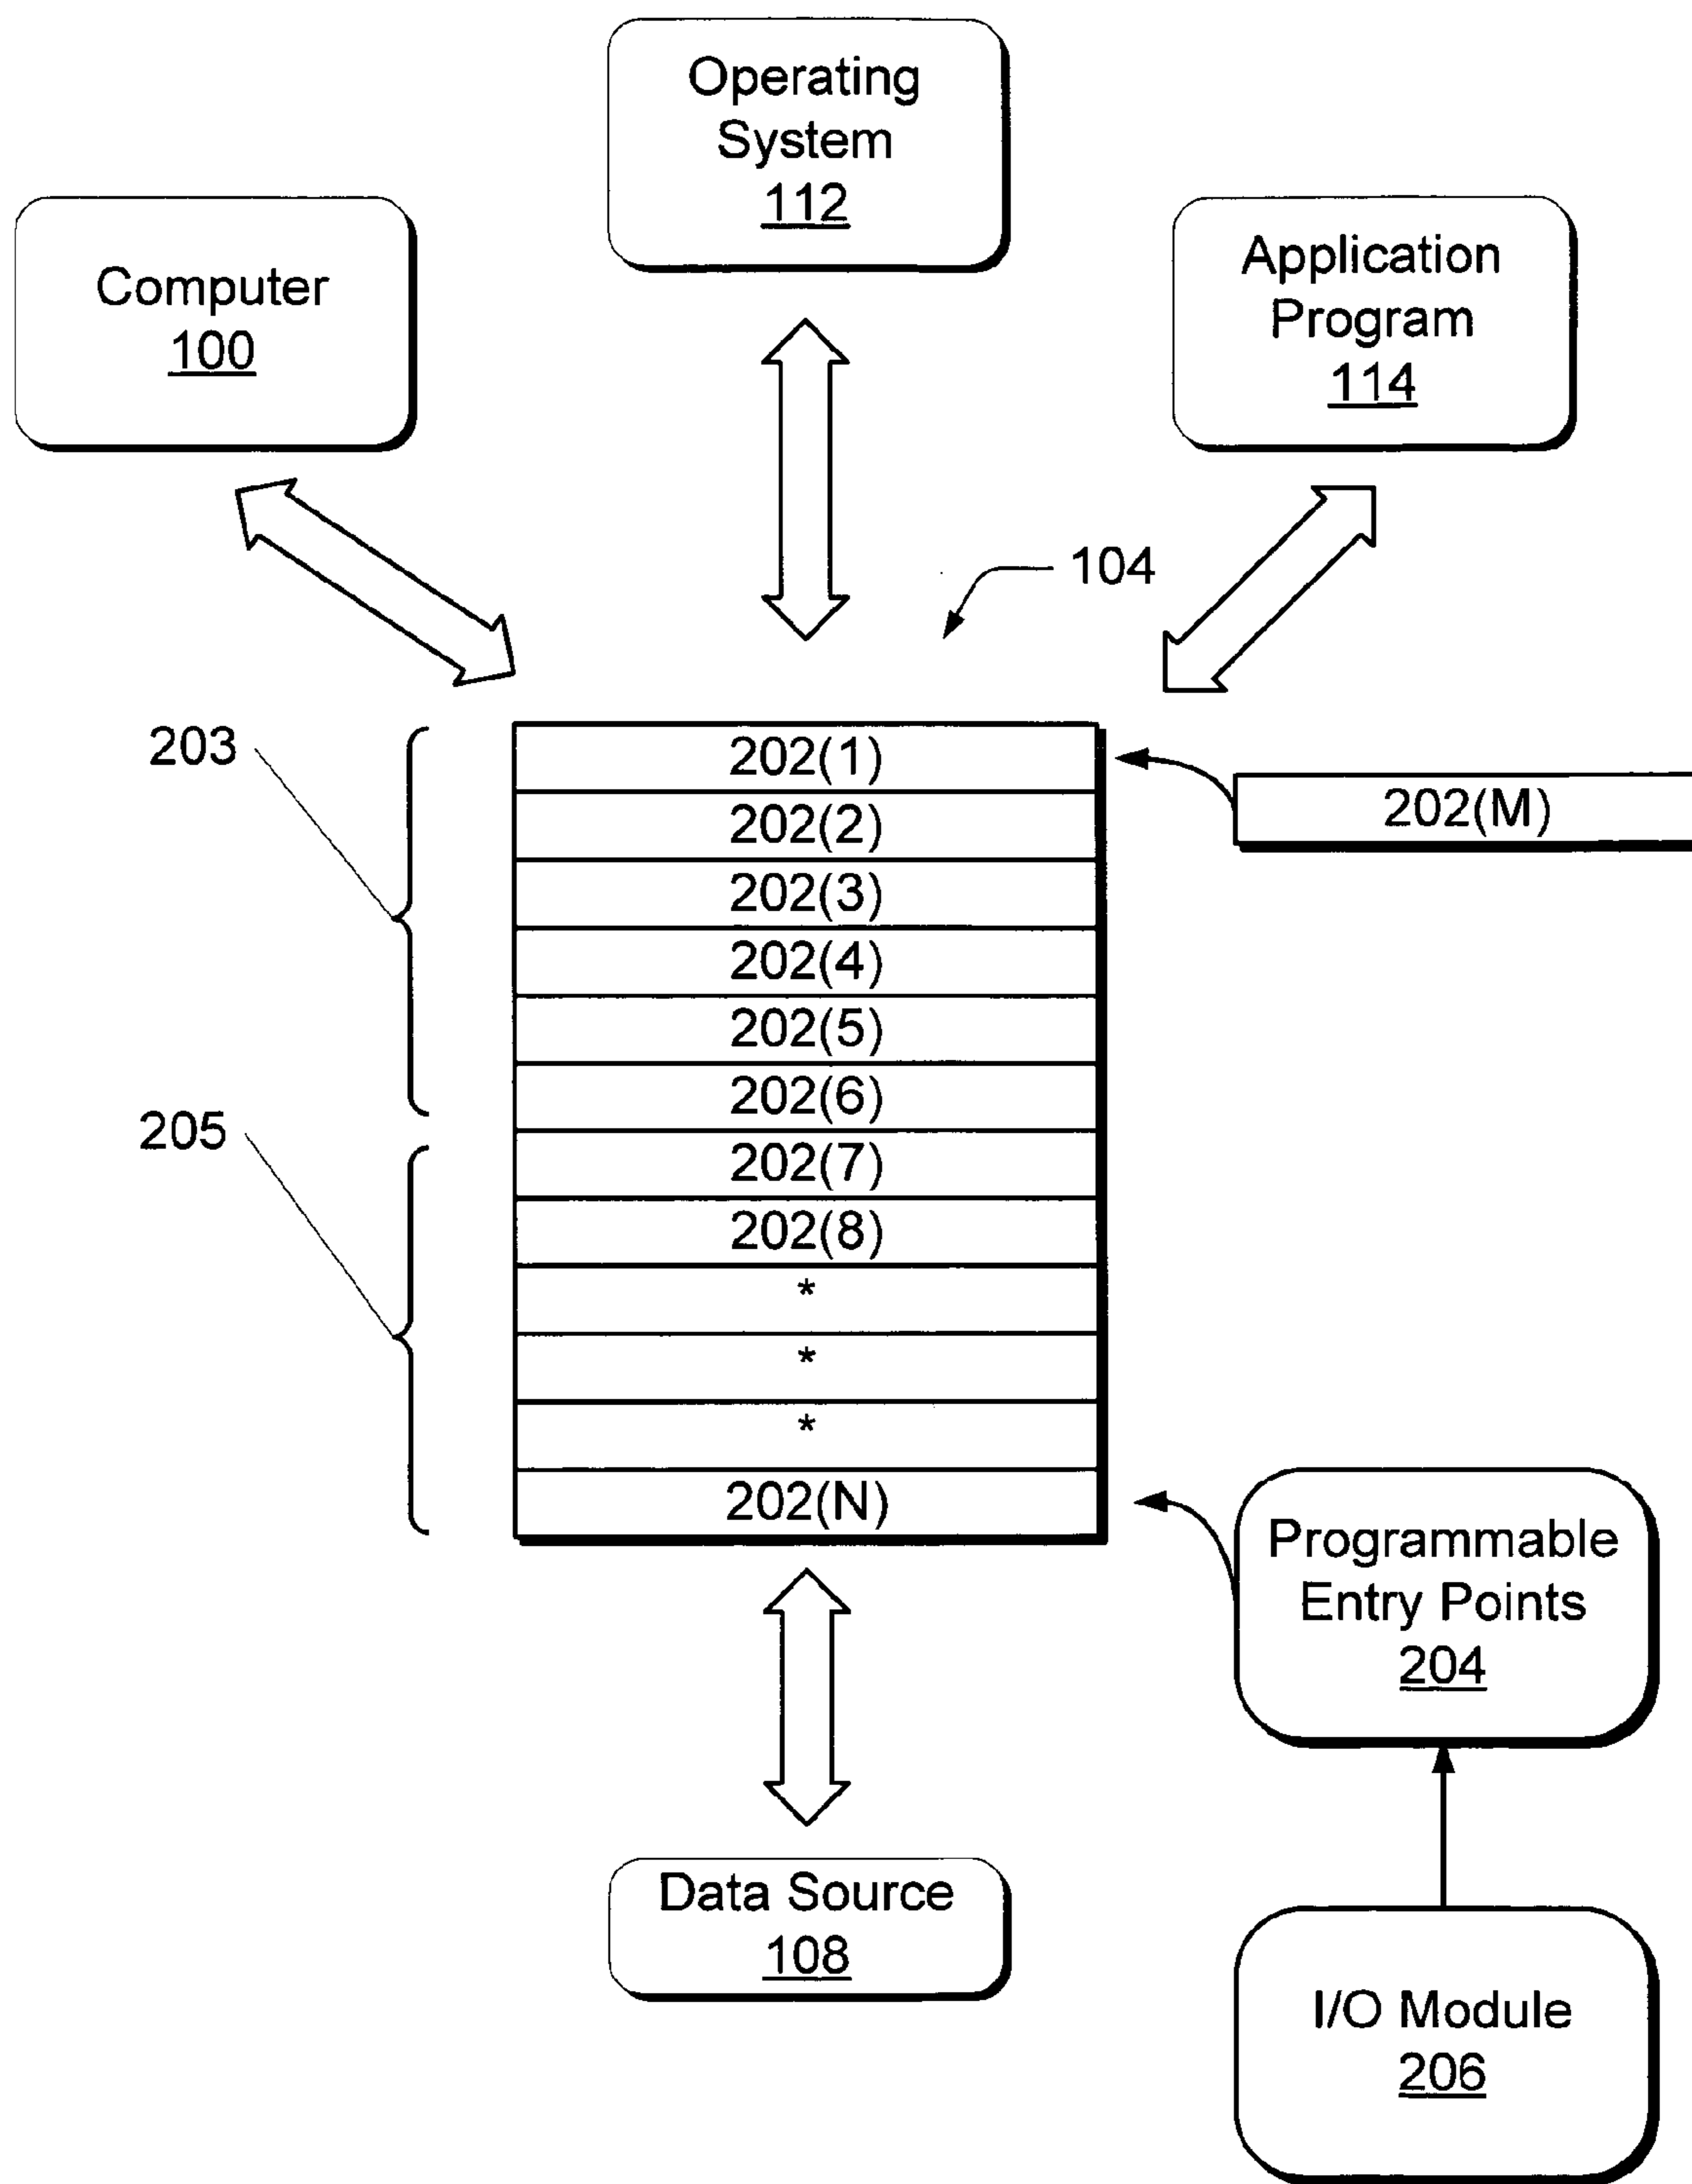 Operating
System
112
Computer
100
Application
Program
114
104
203
202(1)
202(M)
202(2)
202(3)
202(4)
202(5)
202(6)
205
202(7)
202(8)
*
*
*
202(N)
Programmable
Entry Points
204
Data Source
108
I/O Module
206